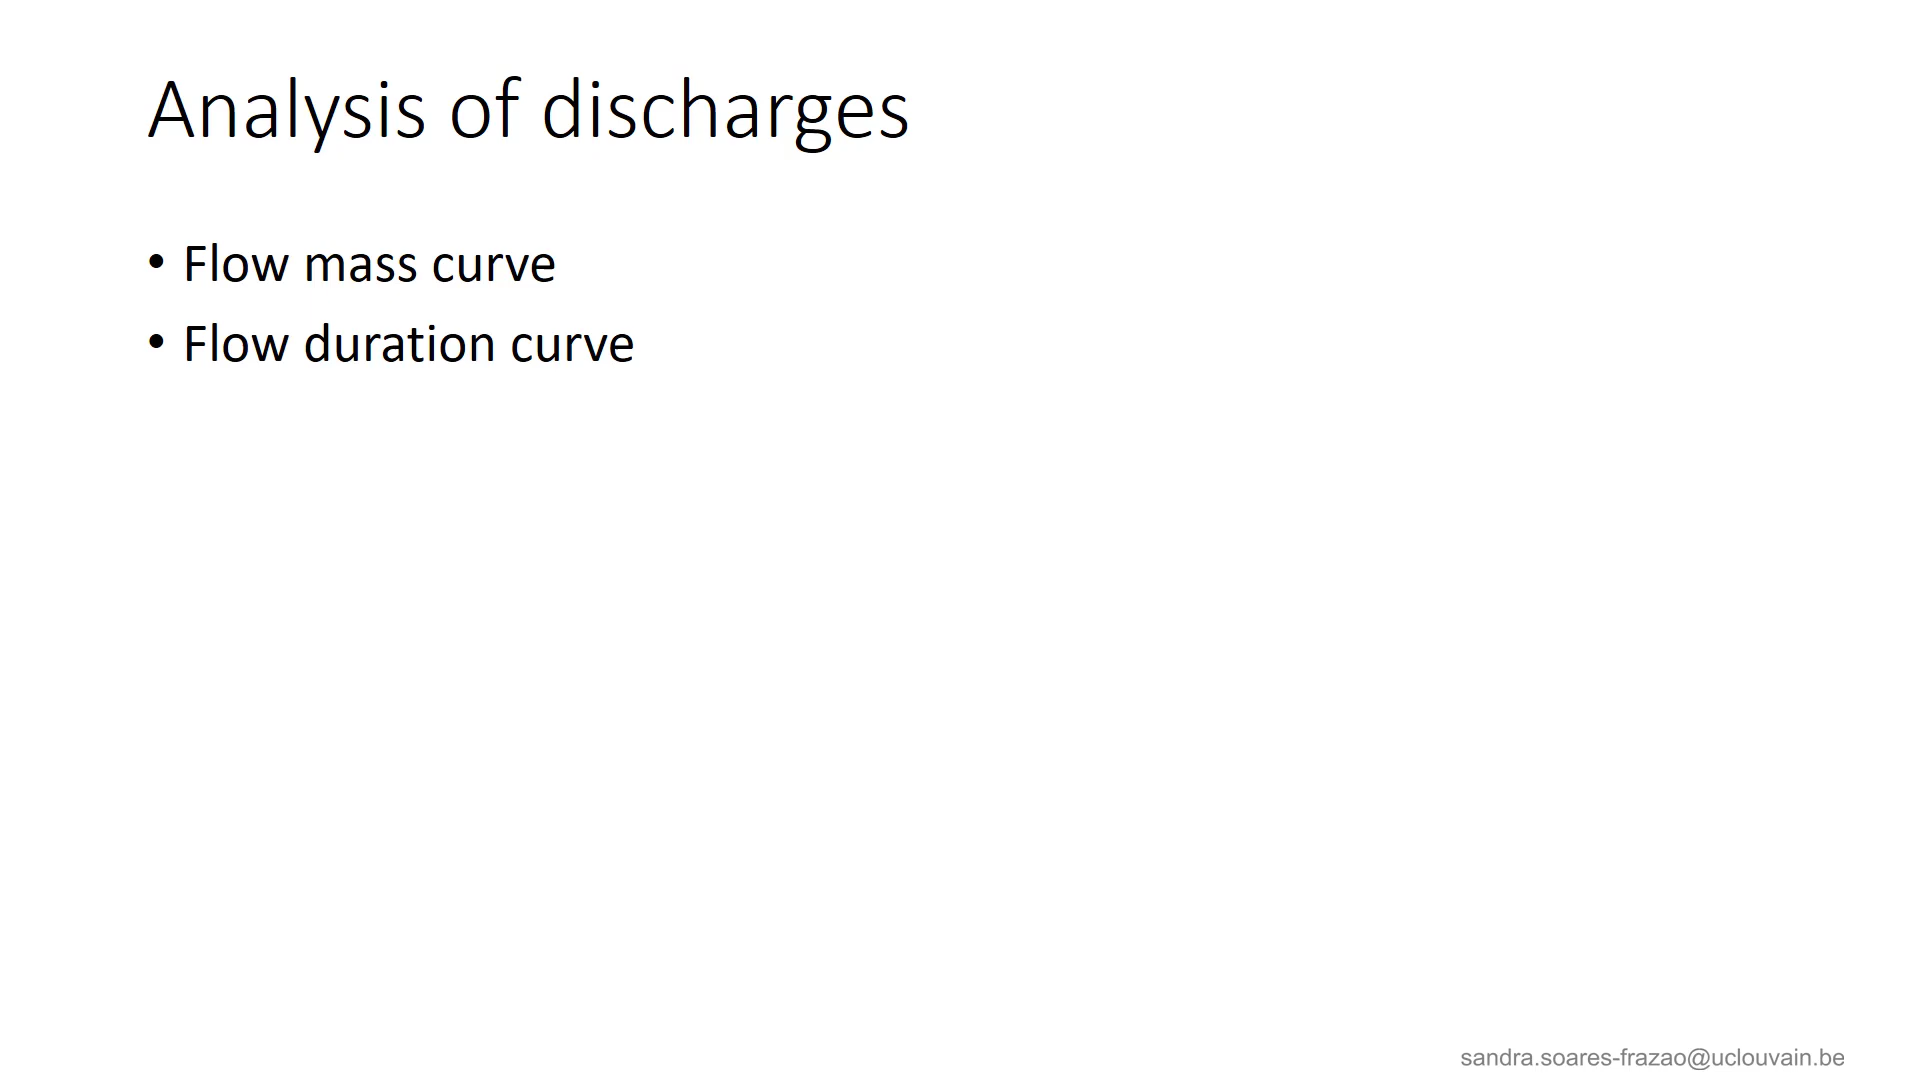 Analysis of discharges
• Flow mass curve
• Flow duration curve
sandra.soares-frazao@uclouvain.be